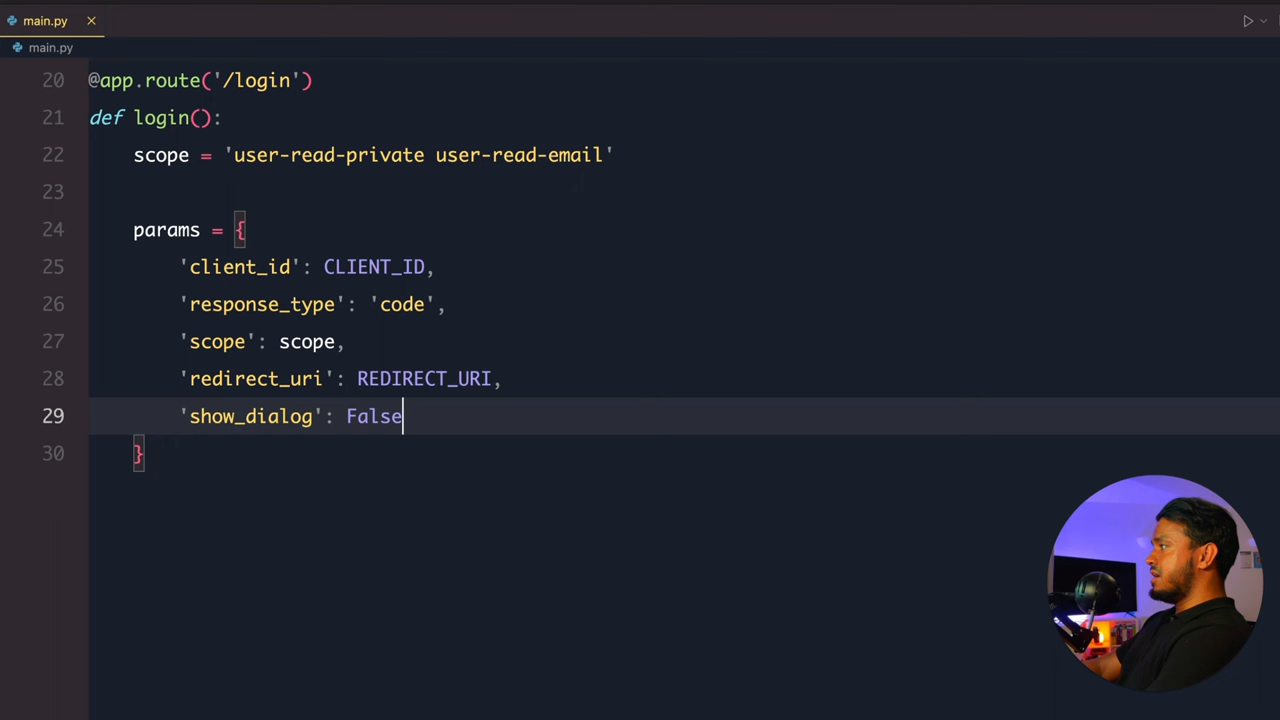 main.py
main.py
20 @app.route('/login')
21 def login():
22 scope = 'user-read-private user-read-email'
23
24 params = {
25 'client_id': CLIENT_ID,
26 'response_type': 'code',
27 'scope': scope,
28 'redirect_uri': REDIRECT_URI,
29 'show_dialog': False
30 }